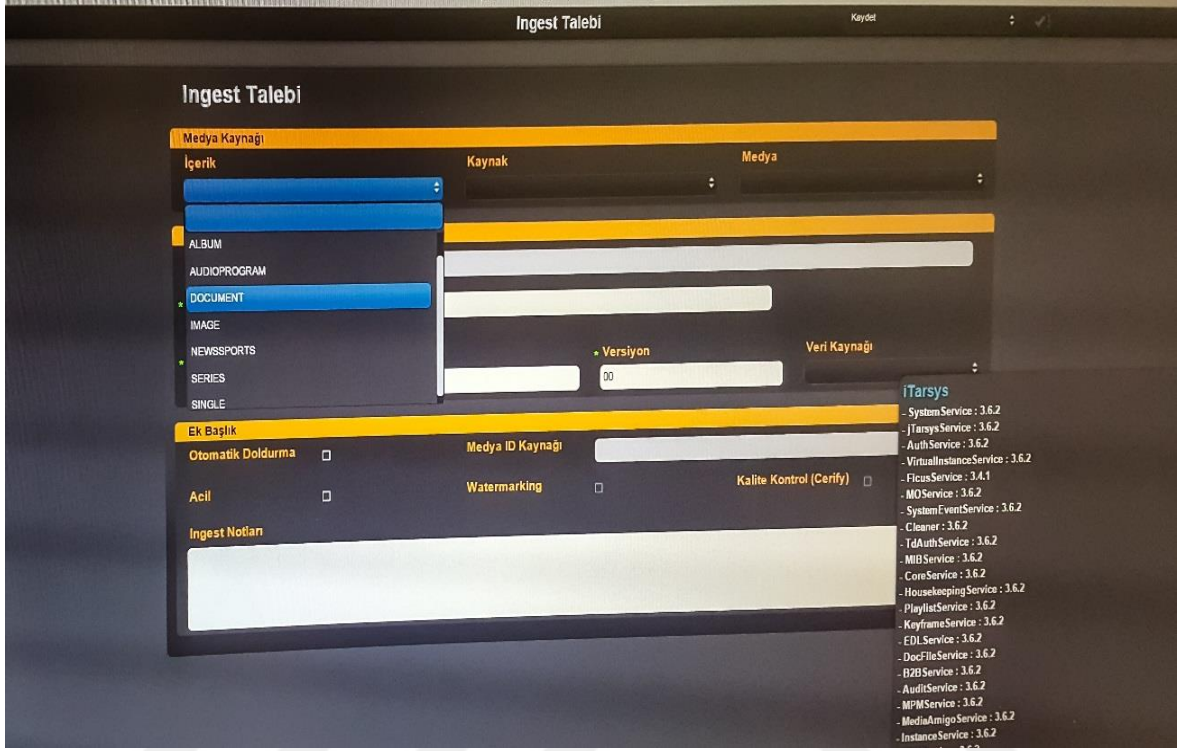 Ingest Talebi Kaydet
Ingest Talebi
Medya Kaynağı
İçerik Kaynak Medya
ALBUM
AUDIOPROGRAM
DOCUMENT
IMAGE
NEWSSPORTS
SERIES
SINGLE
* Versiyon Veri Kaynağı
00
Ek Başlık
Otomatik Doldurma Medya ID Kaynağı
Acil Watermarking Kalite Kontrol (Cerify)
Ingest Notları
iTarsys
- SystemService : 3.6.2
- jTarsysService : 3.6.2
- AuthService : 3.6.2
- VirtualInstanceService : 3.6.2
- FicusService : 3.4.1
- MOService : 3.6.2
- SystemEventService : 3.6.2
- Cleaner : 3.6.2
- TdAuthService : 3.6.2
- MIBService : 3.6.2
- CoreService : 3.6.2
- HousekeepingService : 3.6.2
- PlaylistService : 3.6.2
- KeyframeService : 3.6.2
- EDLService : 3.6.2
- DocFileService : 3.6.2
- B2BService : 3.6.2
- AuditService : 3.6.2
- MPMService : 3.6.2
- MediaAmigoService : 3.6.2
- InstanceService : 3.6.2